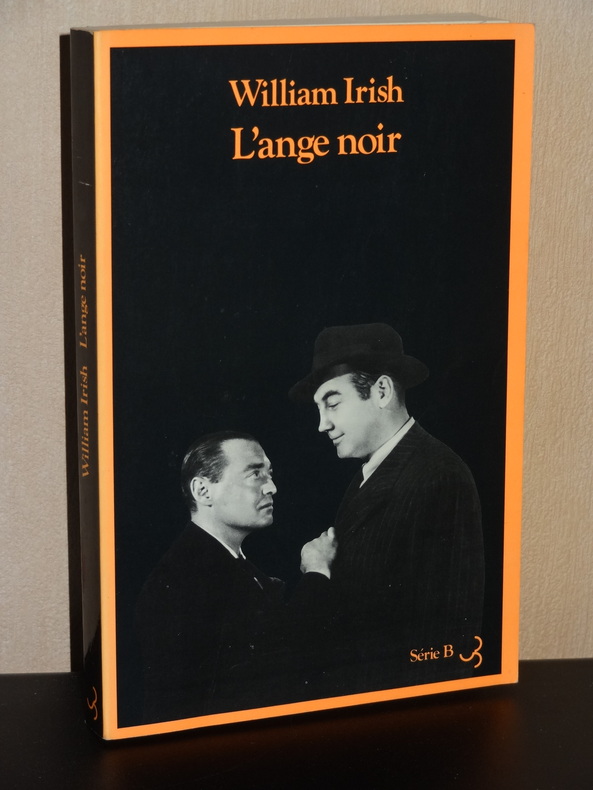 William Irish
L'ange noir
Série B
William Irish L'ange noir